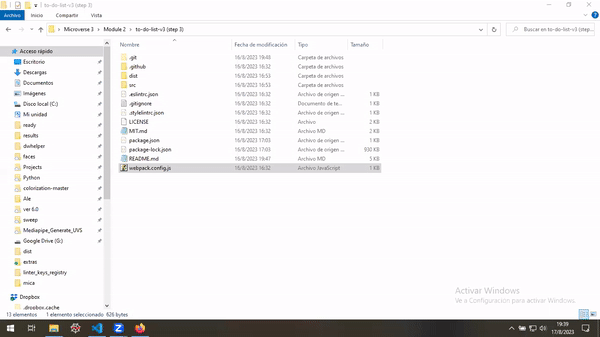 to-do-list-v3 (step 3)
Archivo Inicio Compartir Vista
Microverse 3 > Module 2 > to-do-list-v3 (step 3)
Buscar en to-do-list-v3 (step 3)
Nombre Fecha de modificación Tipo Tamaño
Acceso rápido
Escritorio
Descargas
Documentos
Imágenes
Disco local (C:)
Mi unidad
ready
results
dwhelper
faces
Projects
Python
colorization-master
Ale
ver 6.0
sweep
Mediapipe_Generate_UVS
Google Drive (G:)
dist
extras
linter_keys_registry
mica
Dropbox
.dropbox.cache
.git 16/8/2023 19:48 Carpeta de archivos
.github 16/8/2023 16:32 Carpeta de archivos
dist 16/8/2023 16:53 Carpeta de archivos
src 16/8/2023 16:53 Carpeta de archivos
.eslintrc.json 16/8/2023 16:32 Archivo de origen ... 1 KB
.gitignore 16/8/2023 16:32 Documento de te... 1 KB
.stylelintrc.json 16/8/2023 16:32 Archivo de origen ... 1 KB
LICENSE 16/8/2023 16:32 Archivo 2 KB
MIT.md 16/8/2023 16:32 Archivo MD 2 KB
package.json 16/8/2023 17:03 Archivo de origen ... 1 KB
package-lock.json 16/8/2023 17:03 Archivo de origen ... 930 KB
README.md 16/8/2023 19:47 Archivo MD 5 KB
webpack.config.js 16/8/2023 16:32 Archivo JavaScript 1 KB
Activar Windows
Ve a Configuración para activar Windows.
13 elementos 1 elemento seleccionado 626 bytes
19:39
17/8/2023